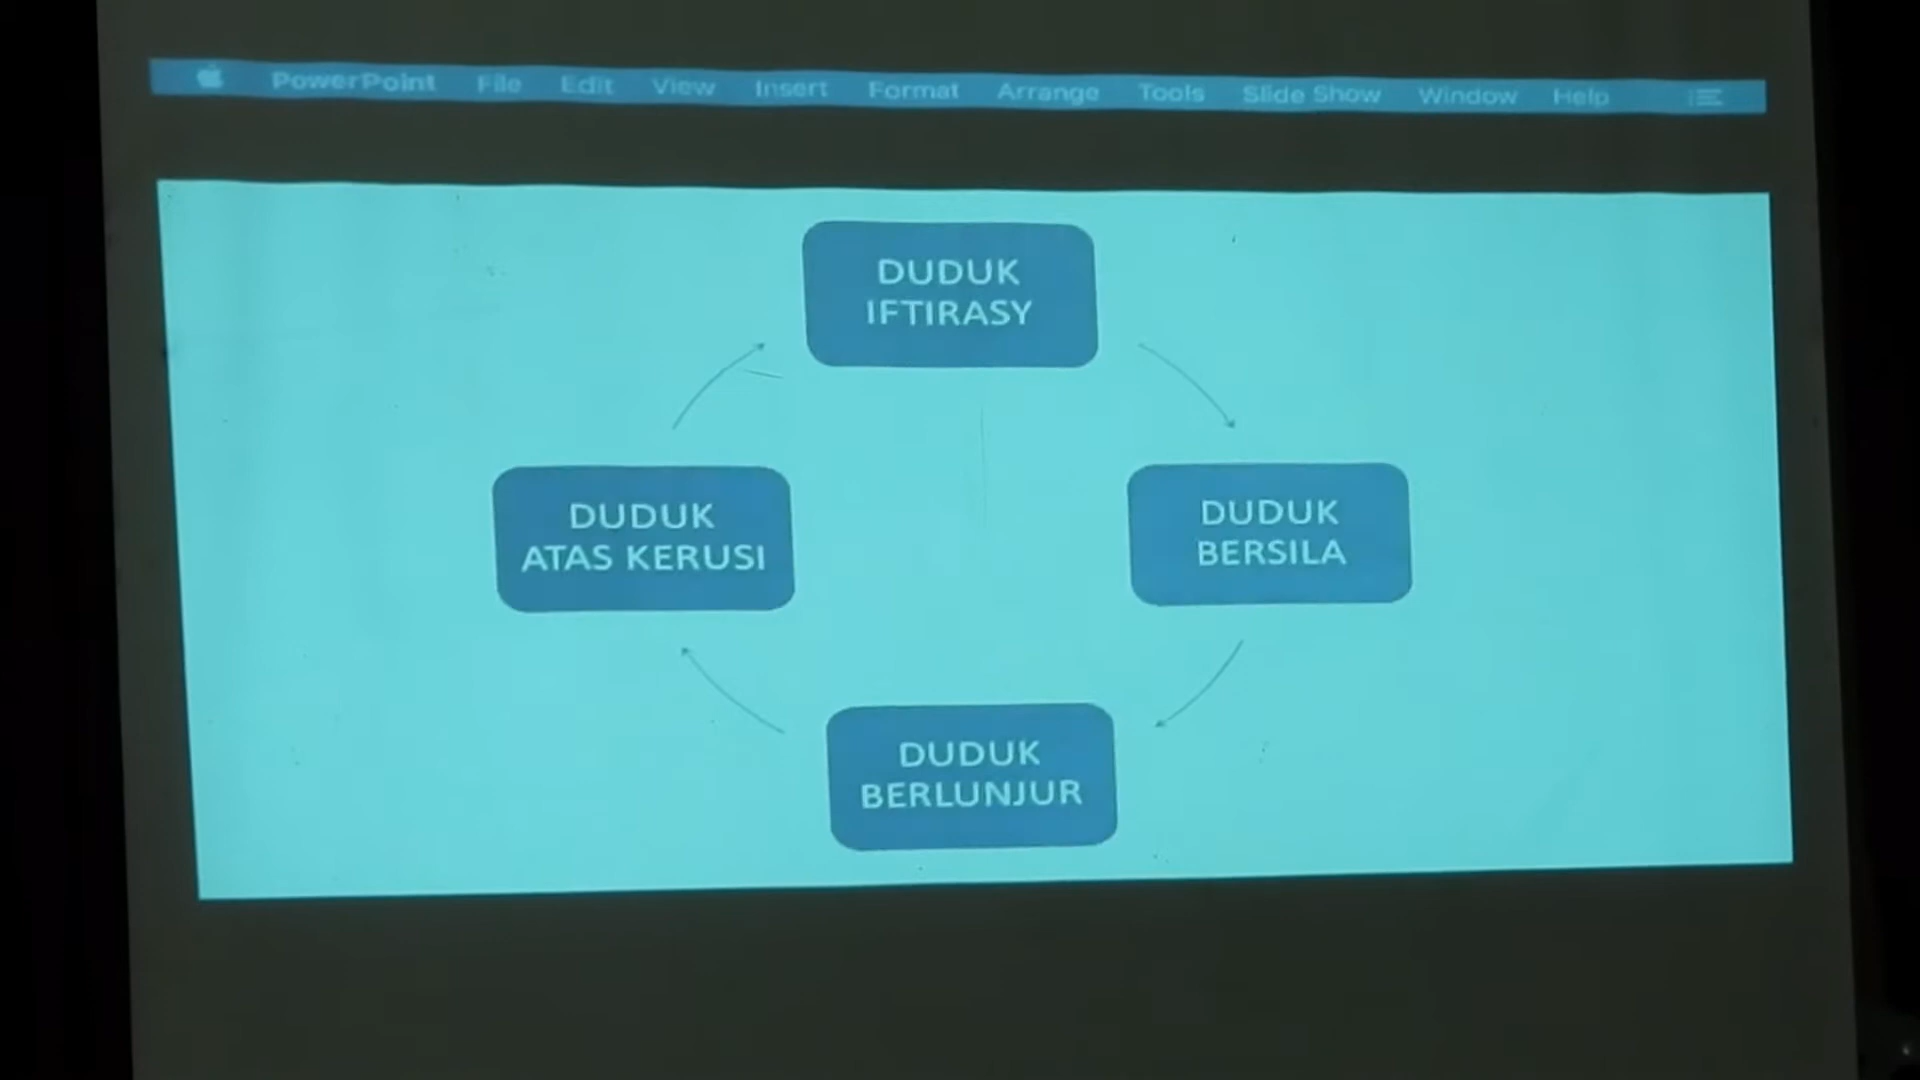 PowerPoint File Edit View Insert Format Arrange Tools Slide Show Window Help
DUDUK
IFTIRASY
DUDUK
ATAS KERUSI
DUDUK
BERSILA
DUDUK
BERLUNJUR